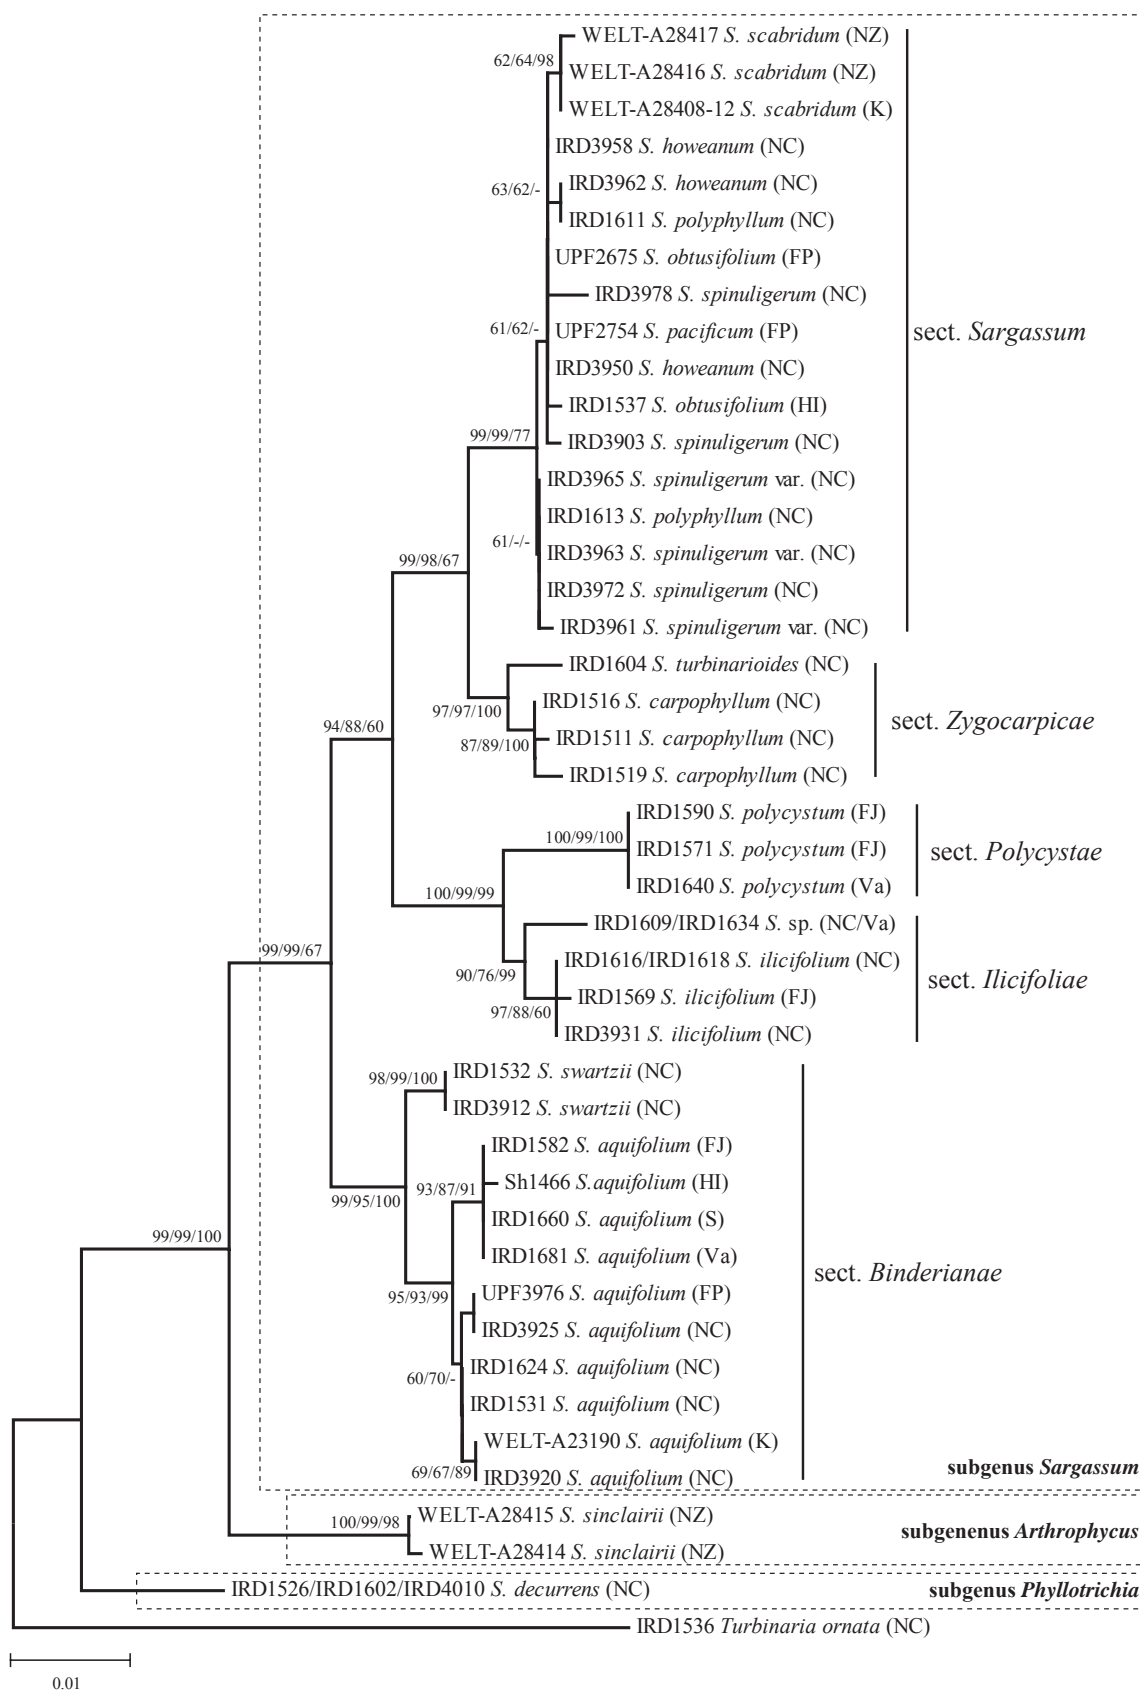 WELT-A28417 S. scabridum (NZ)
62/64/98
WELT-A28416 S. scabridum (NZ)
WELT-A28408-12 S. scabridum (K)
IRD3958 S. howeanum (NC)
63/62/-
IRD3962 S. howeanum (NC)
IRD1611 S. polyphyllum (NC)
UPF2675 S. obtusifolium (FP)
IRD3978 S. spinuligerum (NC)
61/62/-
UPF2754 S. pacificum (FP)
sect. Sargassum
IRD3950 S. howeanum (NC)
IRD1537 S. obtusifolium (HI)
99/99/77
IRD3903 S. spinuligerum (NC)
IRD3965 S. spinuligerum var. (NC)
IRD1613 S. polyphyllum (NC)
61/-/-
IRD3963 S. spinuligerum var. (NC)
99/98/67
IRD3972 S. spinuligerum (NC)
IRD3961 S. spinuligerum var. (NC)
IRD1604 S. turbinarioides (NC)
97/97/100
IRD1516 S. carpophyllum (NC)
sect. Zygocarpicae
94/88/60
87/89/100
IRD1511 S. carpophyllum (NC)
IRD1519 S. carpophyllum (NC)
IRD1590 S. polycystum (FJ)
100/99/100
IRD1571 S. polycystum (FJ)
sect. Polycystae
IRD1640 S. polycystum (Va)
100/99/99
IRD1609/IRD1634 S. sp. (NC/Va)
99/99/67
IRD1616/IRD1618 S. ilicifolium (NC)
90/76/99
sect. Ilicifoliae
IRD1569 S. ilicifolium (FJ)
97/88/60
IRD3931 S. ilicifolium (NC)
IRD1532 S. swartzii (NC)
98/99/100
IRD3912 S. swartzii (NC)
IRD1582 S. aquifolium (FJ)
93/87/91
Sh1466 S.aquifolium (HI)
99/95/100
IRD1660 S. aquifolium (S)
99/99/100
IRD1681 S. aquifolium (Va)
sect. Binderianae
95/93/99
UPF3976 S. aquifolium (FP)
IRD3925 S. aquifolium (NC)
IRD1624 S. aquifolium (NC)
60/70/-
IRD1531 S. aquifolium (NC)
WELT-A23190 S. aquifolium (K)
69/67/89
IRD3920 S. aquifolium (NC)
subgenus Sargassum
WELT-A28415 S. sinclairii (NZ)
100/99/98
subgenenus Arthrophycus
WELT-A28414 S. sinclairii (NZ)
IRD1526/IRD1602/IRD4010 S. decurrens (NC)
subgenus Phyllotrichia
IRD1536 Turbinaria ornata (NC)
0.01